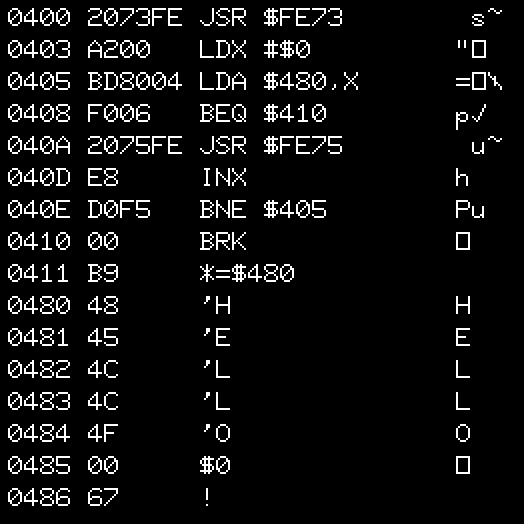 0400 2073FE JSR $FE73 s~
0403 A200 LDX #$0 "□
0405 BD8004 LDA $480,X =□\
0408 F006 BEQ $410 p√
040A 2075FE JSR $FE75 u~
040D E8 INX h
040E D0F5 BNE $405 Pu
0410 00 BRK □
0411 B9 *=$480
0480 48 'H H
0481 45 'E E
0482 4C 'L L
0483 4C 'L L
0484 4F 'O O
0485 00 $0 □
0486 67 !